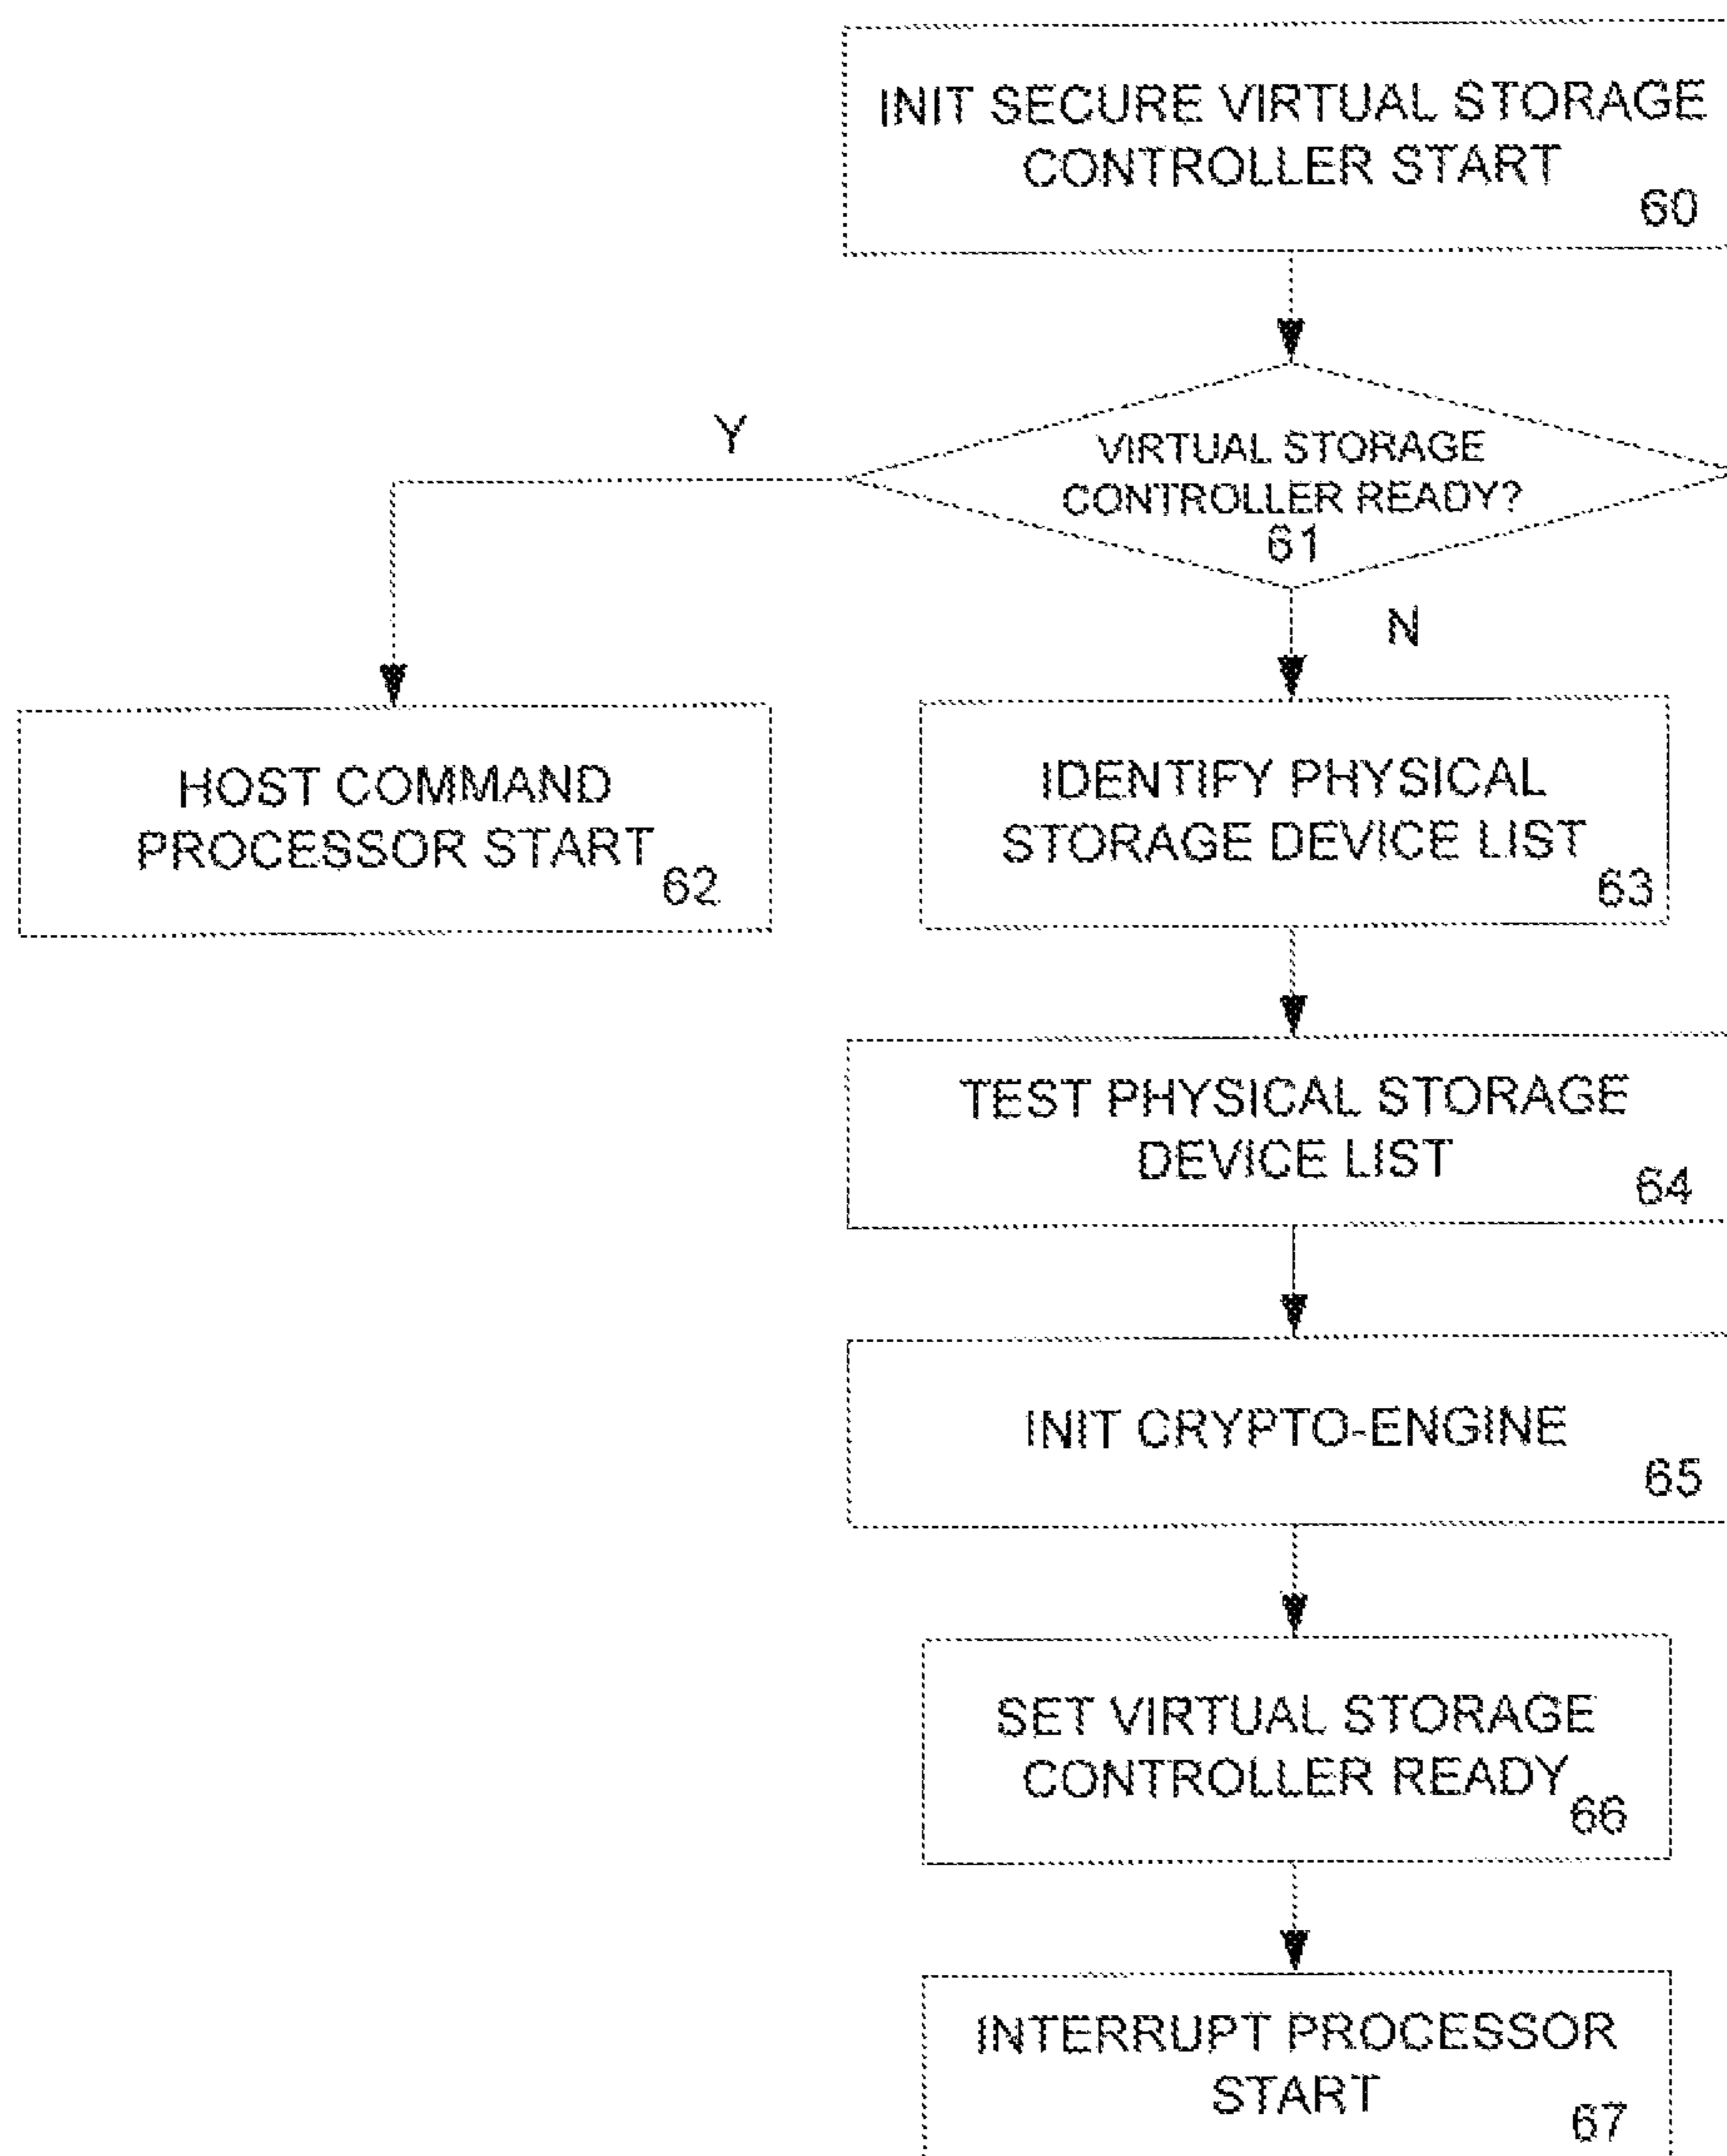 INIT SECURE VIRTUAL STORAGE
CONTROLLER START
60
VIRTUAL STORAGE
CONTROLLER READY?
61
Y
N
HOST COMMAND
PROCESSOR START
62
IDENTIFY PHYSICAL
STORAGE DEVICE LIST
63
TEST PHYSICAL STORAGE
DEVICE LIST
64
INIT CRYPTO-ENGINE
65
SET VIRTUAL STORAGE
CONTROLLER READY
66
INTERRUPT PROCESSOR
START
67